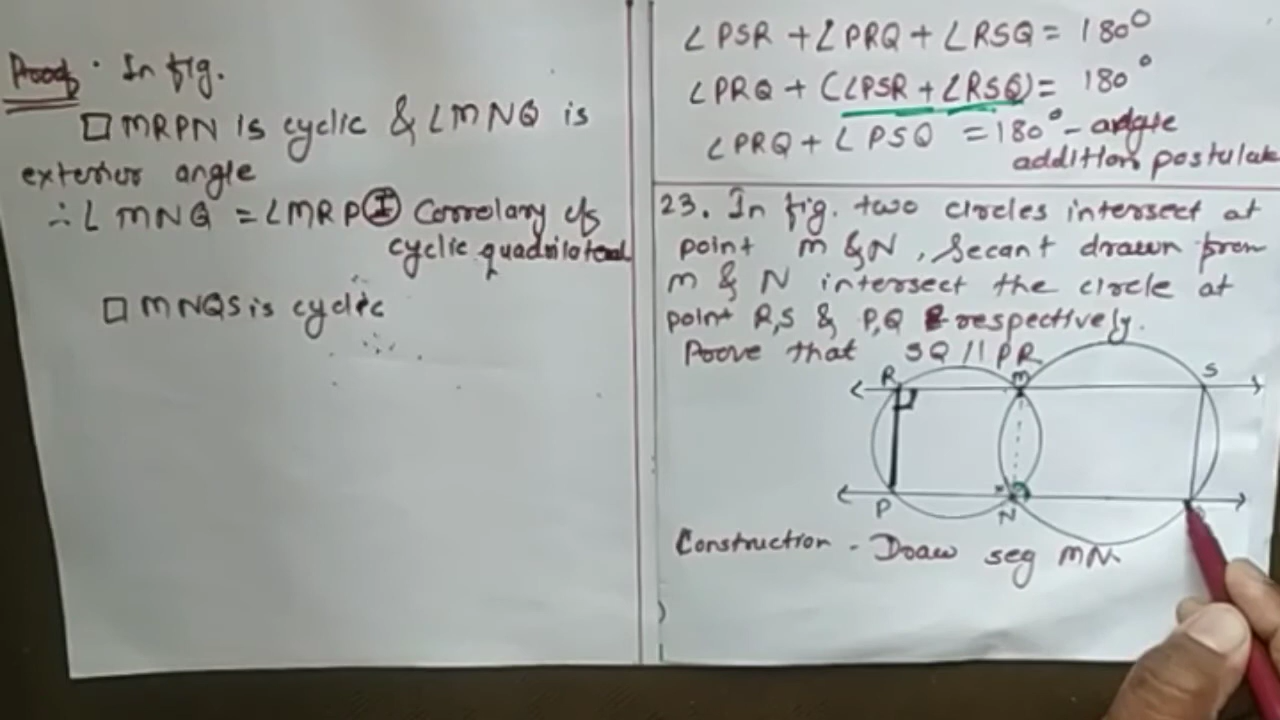 Proof. In fig.
□ MRPN is cyclic & ∠MNQ is
exterior angle
∴ ∠ MNQ = ∠MRP Ⓘ Correlary of
cyclic quadrilateral
□ MNQS is cyclic
∠PSR + ∠PRQ + ∠RSQ = 180°
∠PRQ + (∠PSR + ∠RSQ) = 180°
∠PRQ + ∠PSQ = 180° - angle
addition postulate
23. In fig. two circles intersect at
point M & N, Secant drawn from
M & N intersect the circle at
point R,S & P,Q respectively.
Prove that SQ // PR
R M S
P N
Construction - Draw seg MN.